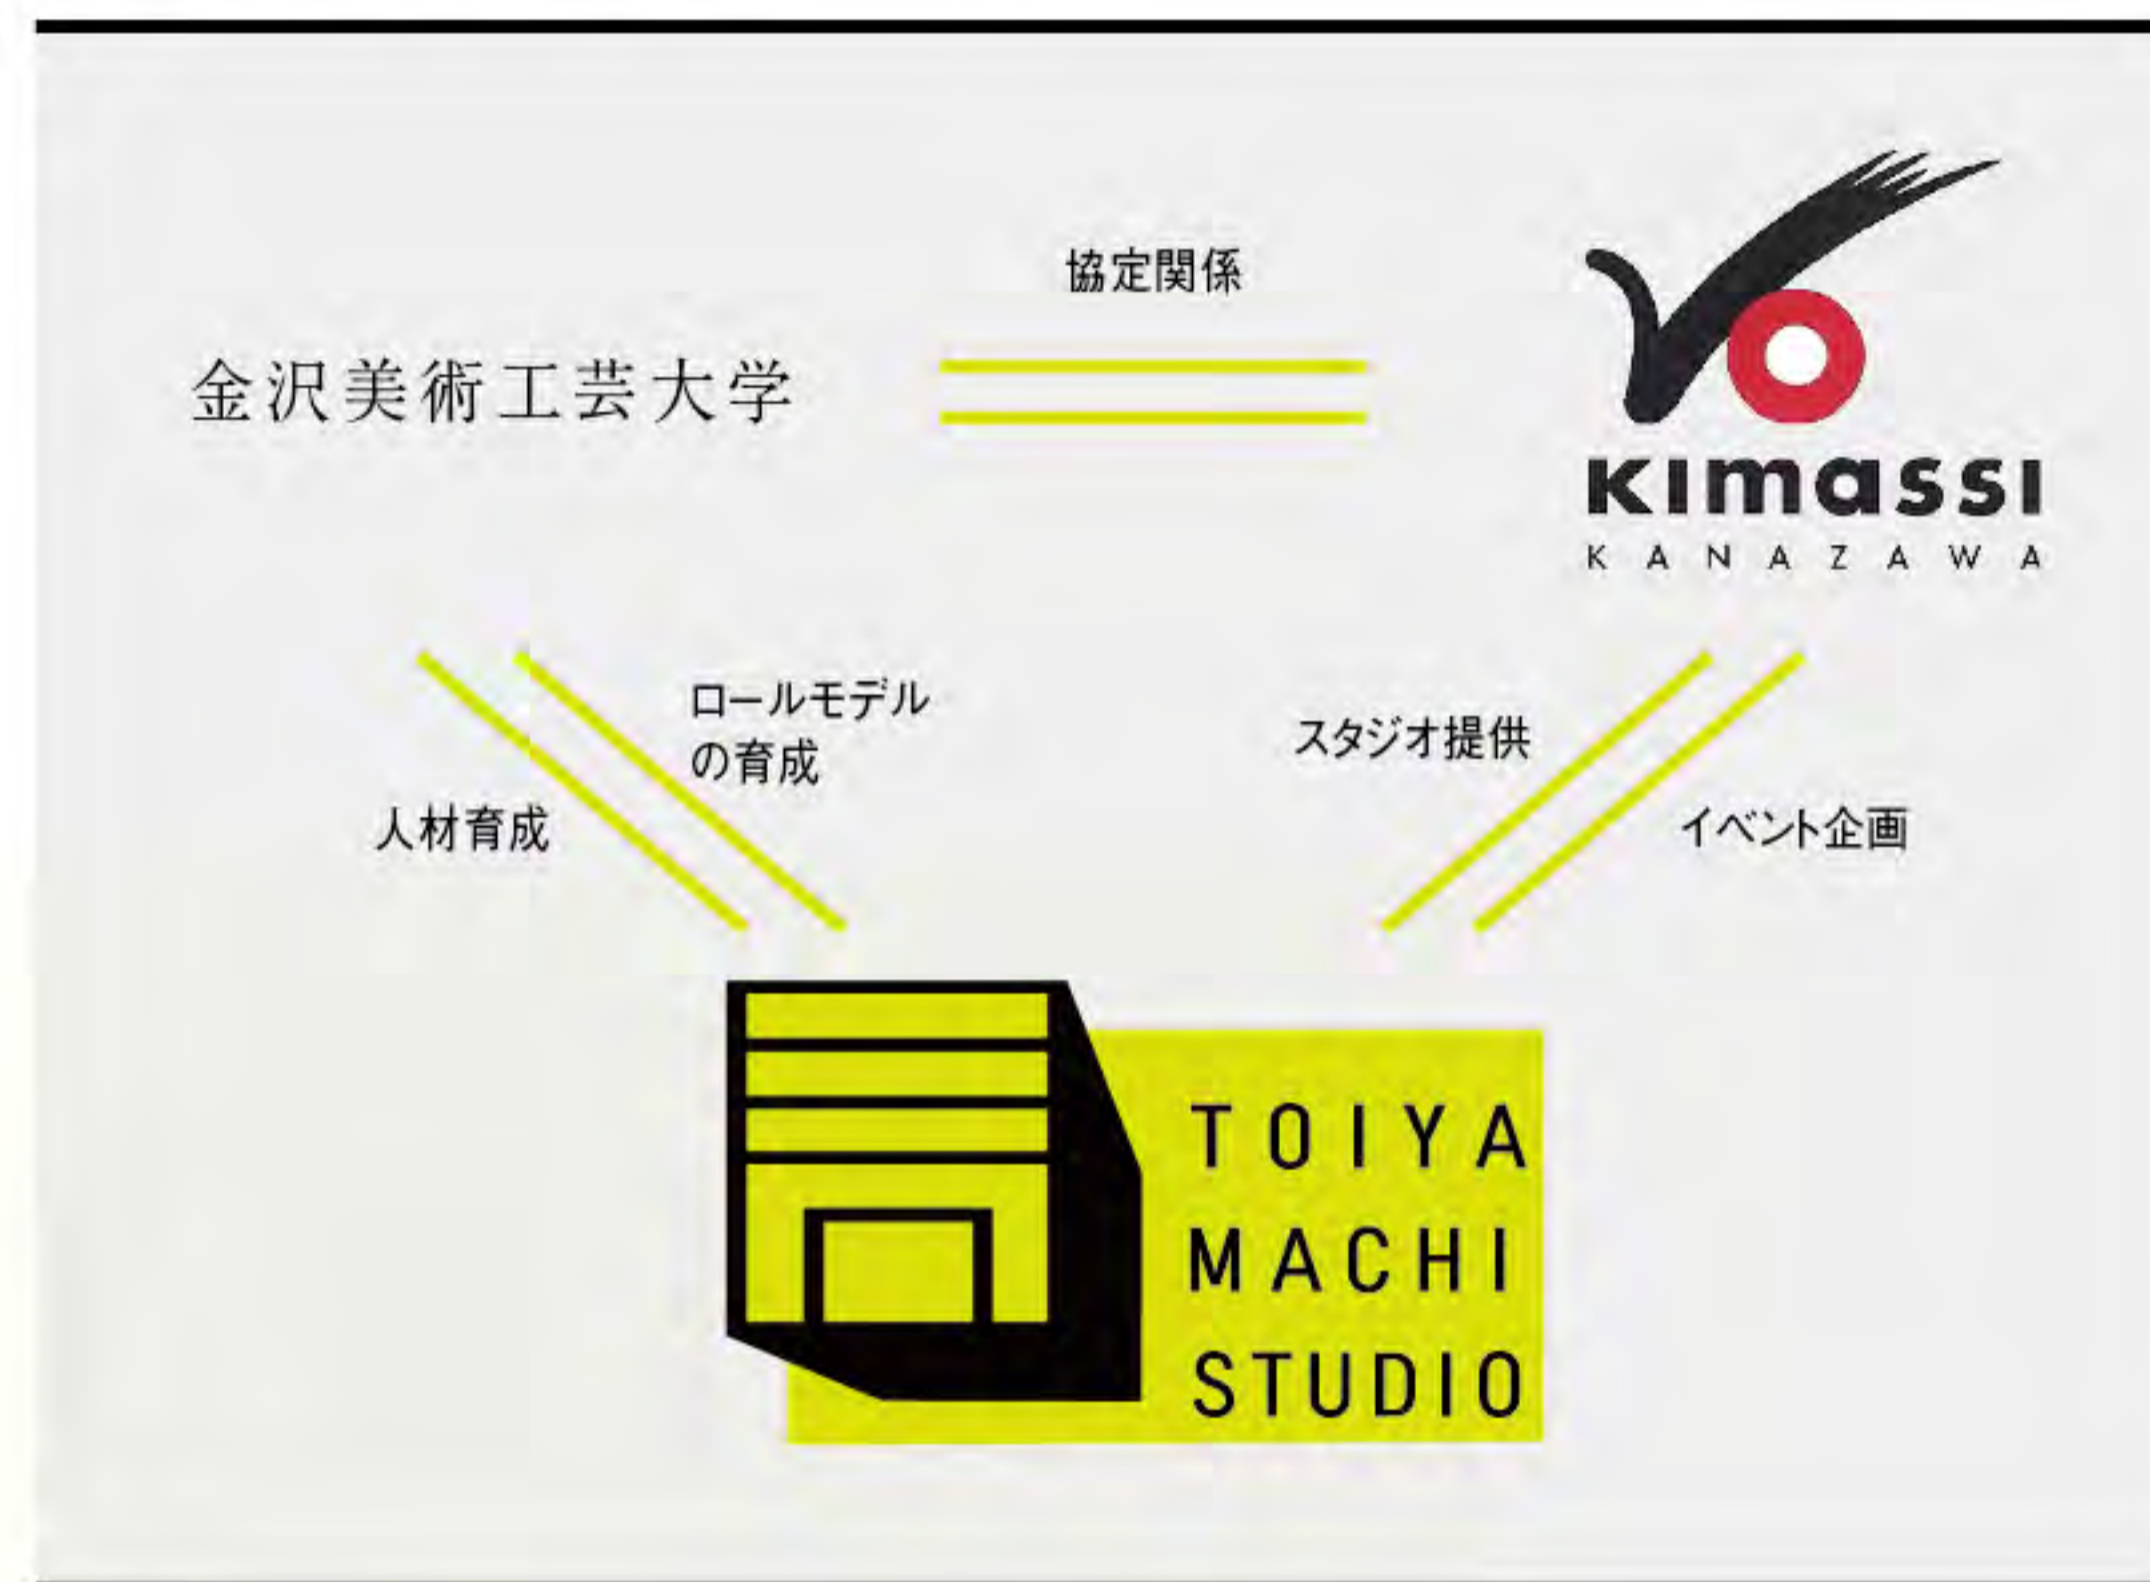 協定関係
金沢美術工芸大学
KImassI
KANAZAWA
ロールモデル
の育成
人材育成
スタジオ提供
イベント企画
TOIYA
MACHI
STUDIO